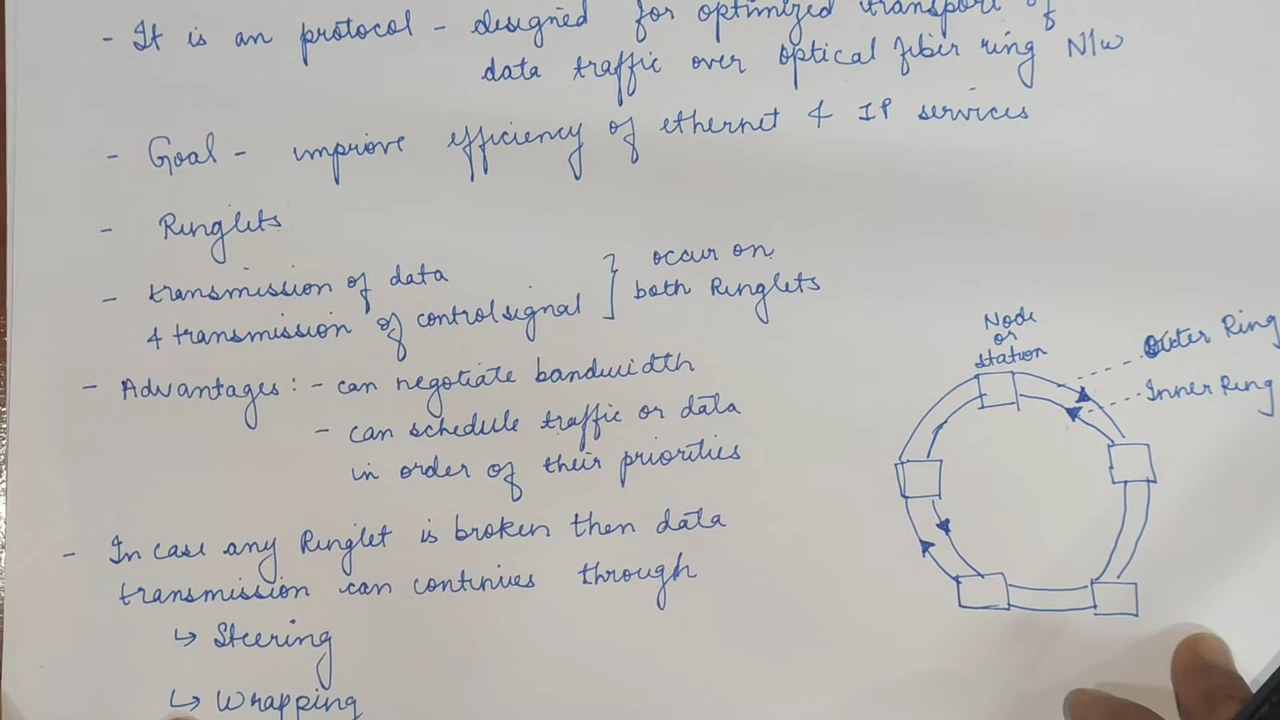 - It is an protocol - designed for optimized transport of
data traffic over optical fiber ring N/w
- Goal - improve efficiency of ethernet & IP services
- Ringlets
- transmission of data
& transmission of control signal } occur on both Ringlets
- Advantages: - can negotiate bandwidth
- can schedule traffic or data
in order of their priorities
- In case any Ringlet is broken then data
transmission can continues through
↳ Steering
↳ Wrapping
Node
or
Station
Outer Ring
Inner Ring